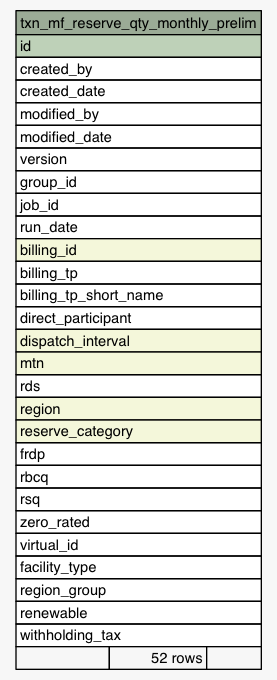 txn_mf_reserve_qty_monthly_prelim
id
created_by
created_date
modified_by
modified_date
version
group_id
job_id
run_date
billing_id
billing_tp
billing_tp_short_name
direct_participant
dispatch_interval
mtn
rds
region
reserve_category
frdp
rbcq
rsq
zero_rated
virtual_id
facility_type
region_group
renewable
withholding_tax
52 rows